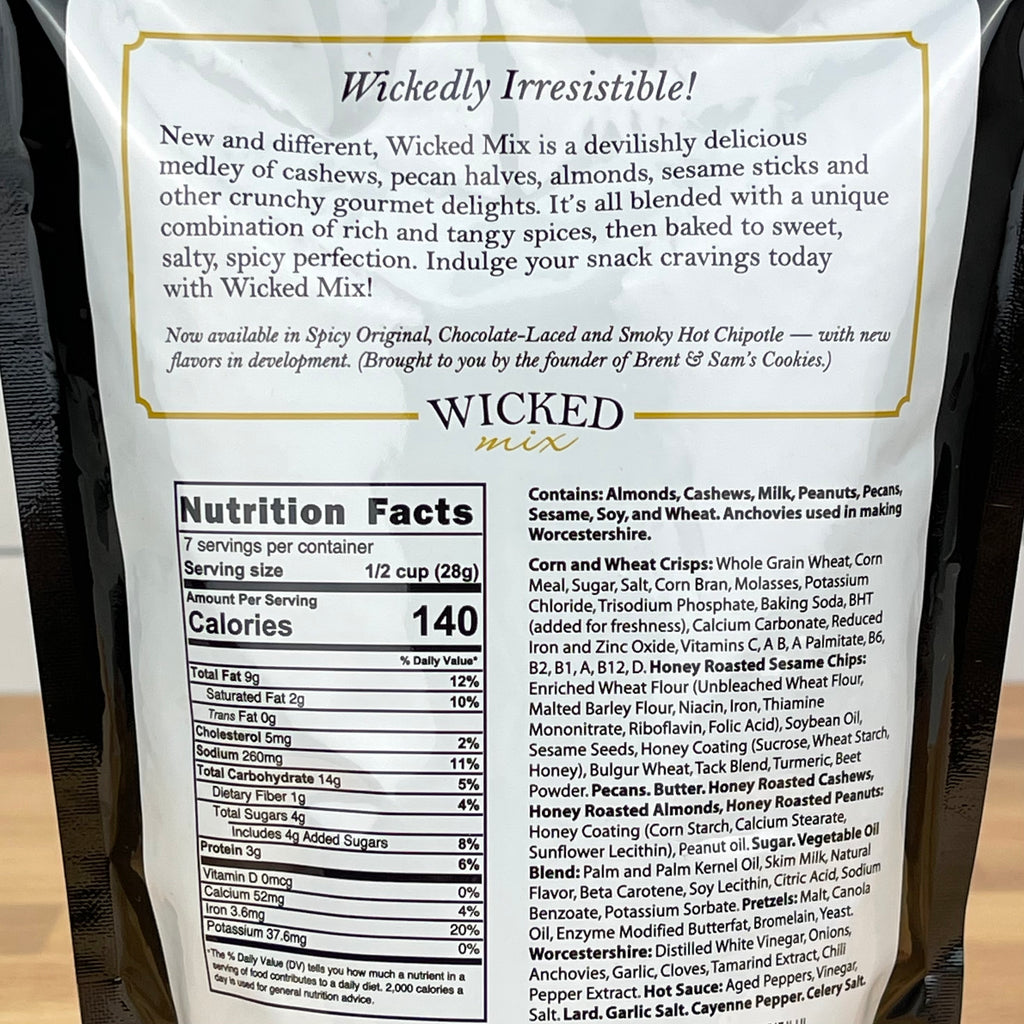 Wickedly Irresistible!
New and different, Wicked Mix is a devilishly delicious
medley of cashews, pecan halves, almonds, sesame sticks and
other crunchy gourmet delights. It's all blended with a unique
combination of rich and tangy spices, then baked to sweet,
salty, spicy perfection. Indulge your snack cravings today
with Wicked Mix!
Now available in Spicy Original, Chocolate-Laced and Smoky Hot Chipotle — with new
flavors in development. (Brought to you by the founder of Brent & Sam's Cookies.)
WICKED
mix
Nutrition Facts
7 servings per container
Serving size 1/2 cup (28g)
Amount Per Serving
Calories 140
% Daily Value*
Total Fat 9g 12%
Saturated Fat 2g 10%
Trans Fat 0g
Cholesterol 5mg 2%
Sodium 260mg 11%
Total Carbohydrate 14g 5%
Dietary Fiber 1g 4%
Total Sugars 4g
Includes 4g Added Sugars 8%
Protein 3g 6%
Vitamin D 0mcg 0%
Calcium 52mg 4%
Iron 3.6mg 20%
Potassium 37.6mg 0%
*The % Daily Value (DV) tells you how much a nutrient in a
serving of food contributes to a daily diet. 2,000 calories a
day is used for general nutrition advice.
Contains: Almonds, Cashews, Milk, Peanuts, Pecans,
Sesame, Soy, and Wheat. Anchovies used in making
Worcestershire.
Corn and Wheat Crisps: Whole Grain Wheat, Corn
Meal, Sugar, Salt, Corn Bran, Molasses, Potassium
Chloride, Trisodium Phosphate, Baking Soda, BHT
(added for freshness), Calcium Carbonate, Reduced
Iron and Zinc Oxide, Vitamins C, A B, A Palmitate, B6,
B2, B1, A, B12, D. Honey Roasted Sesame Chips:
Enriched Wheat Flour (Unbleached Wheat Flour,
Malted Barley Flour, Niacin, Iron, Thiamine
Mononitrate, Riboflavin, Folic Acid), Soybean Oil,
Sesame Seeds, Honey Coating (Sucrose, Wheat Starch,
Honey), Bulgur Wheat, Tack Blend, Turmeric, Beet
Powder. Pecans. Butter. Honey Roasted Cashews,
Honey Roasted Almonds, Honey Roasted Peanuts:
Honey Coating (Corn Starch, Calcium Stearate,
Sunflower Lecithin), Peanut oil. Sugar. Vegetable Oil
Blend: Palm and Palm Kernel Oil, Skim Milk, Natural
Flavor, Beta Carotene, Soy Lecithin, Citric Acid, Sodium
Benzoate, Potassium Sorbate. Pretzels: Malt, Canola
Oil, Enzyme Modified Butterfat, Bromelain, Yeast.
Worcestershire: Distilled White Vinegar, Onions,
Anchovies, Garlic, Cloves, Tamarind Extract, Chili
Pepper Extract. Hot Sauce: Aged Peppers, Vinegar,
Salt. Lard. Garlic Salt. Cayenne Pepper. Celery Salt.